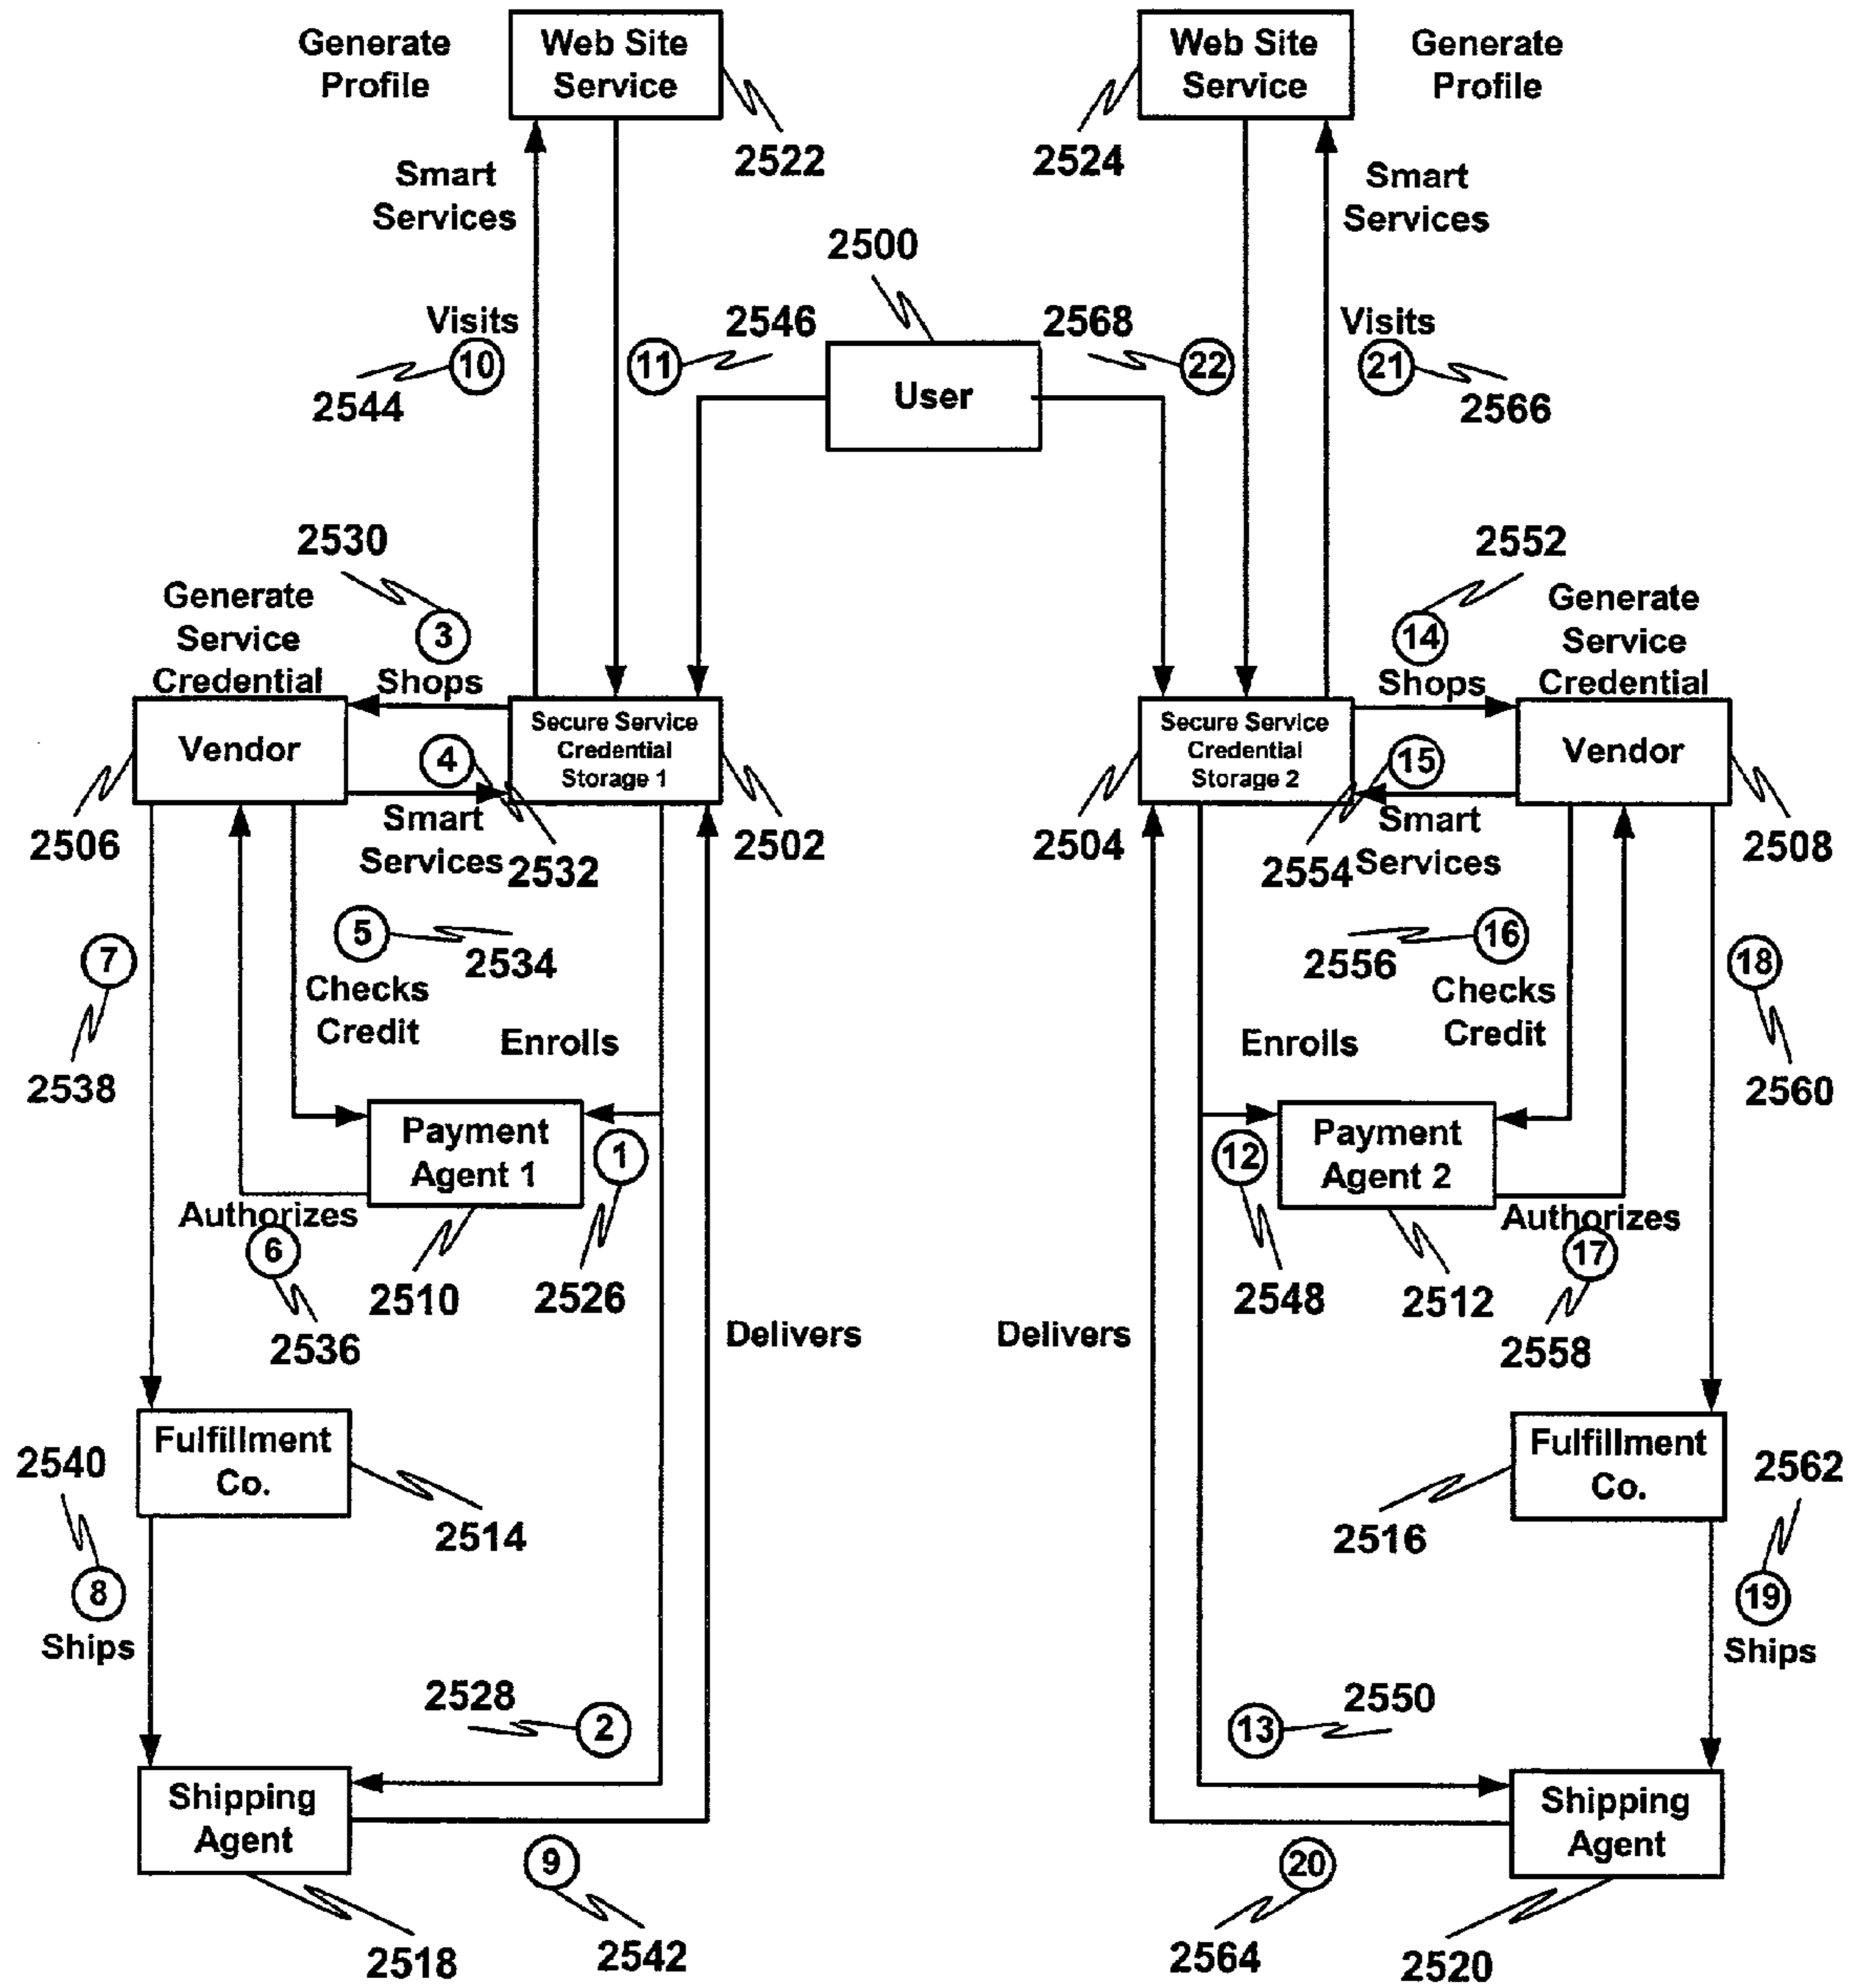 Generate
Profile
Web Site
Service
2522
Web Site
Service
2524
Generate
Profile
Smart
Services
Smart
Services
2500
Visits
10
2544
11
2546
User
2568
22
Visits
21
2566
2530
Generate
Service
Credential
3
Shops
2552
14
Shops
Generate
Service
Credential
Vendor
2506
4
Smart
Services
2532
Secure Service
Credential
Storage 1
2502
Secure Service
Credential
Storage 2
2504
15
Smart
Services
2554
Vendor
2508
7
2538
5
2534
Checks
Credit
Enrolls
2556
16
Checks
Credit
Enrolls
18
2560
Payment
Agent 1
1
Authorizes
6
2536
2510
2526
12
2548
Payment
Agent 2
2512
Authorizes
17
2558
Delivers
Delivers
Fulfillment
Co.
2514
2540
8
Ships
Fulfillment
Co.
2516
2562
19
Ships
2528
2
13
2550
Shipping
Agent
2518
9
2542
20
2564
Shipping
Agent
2520